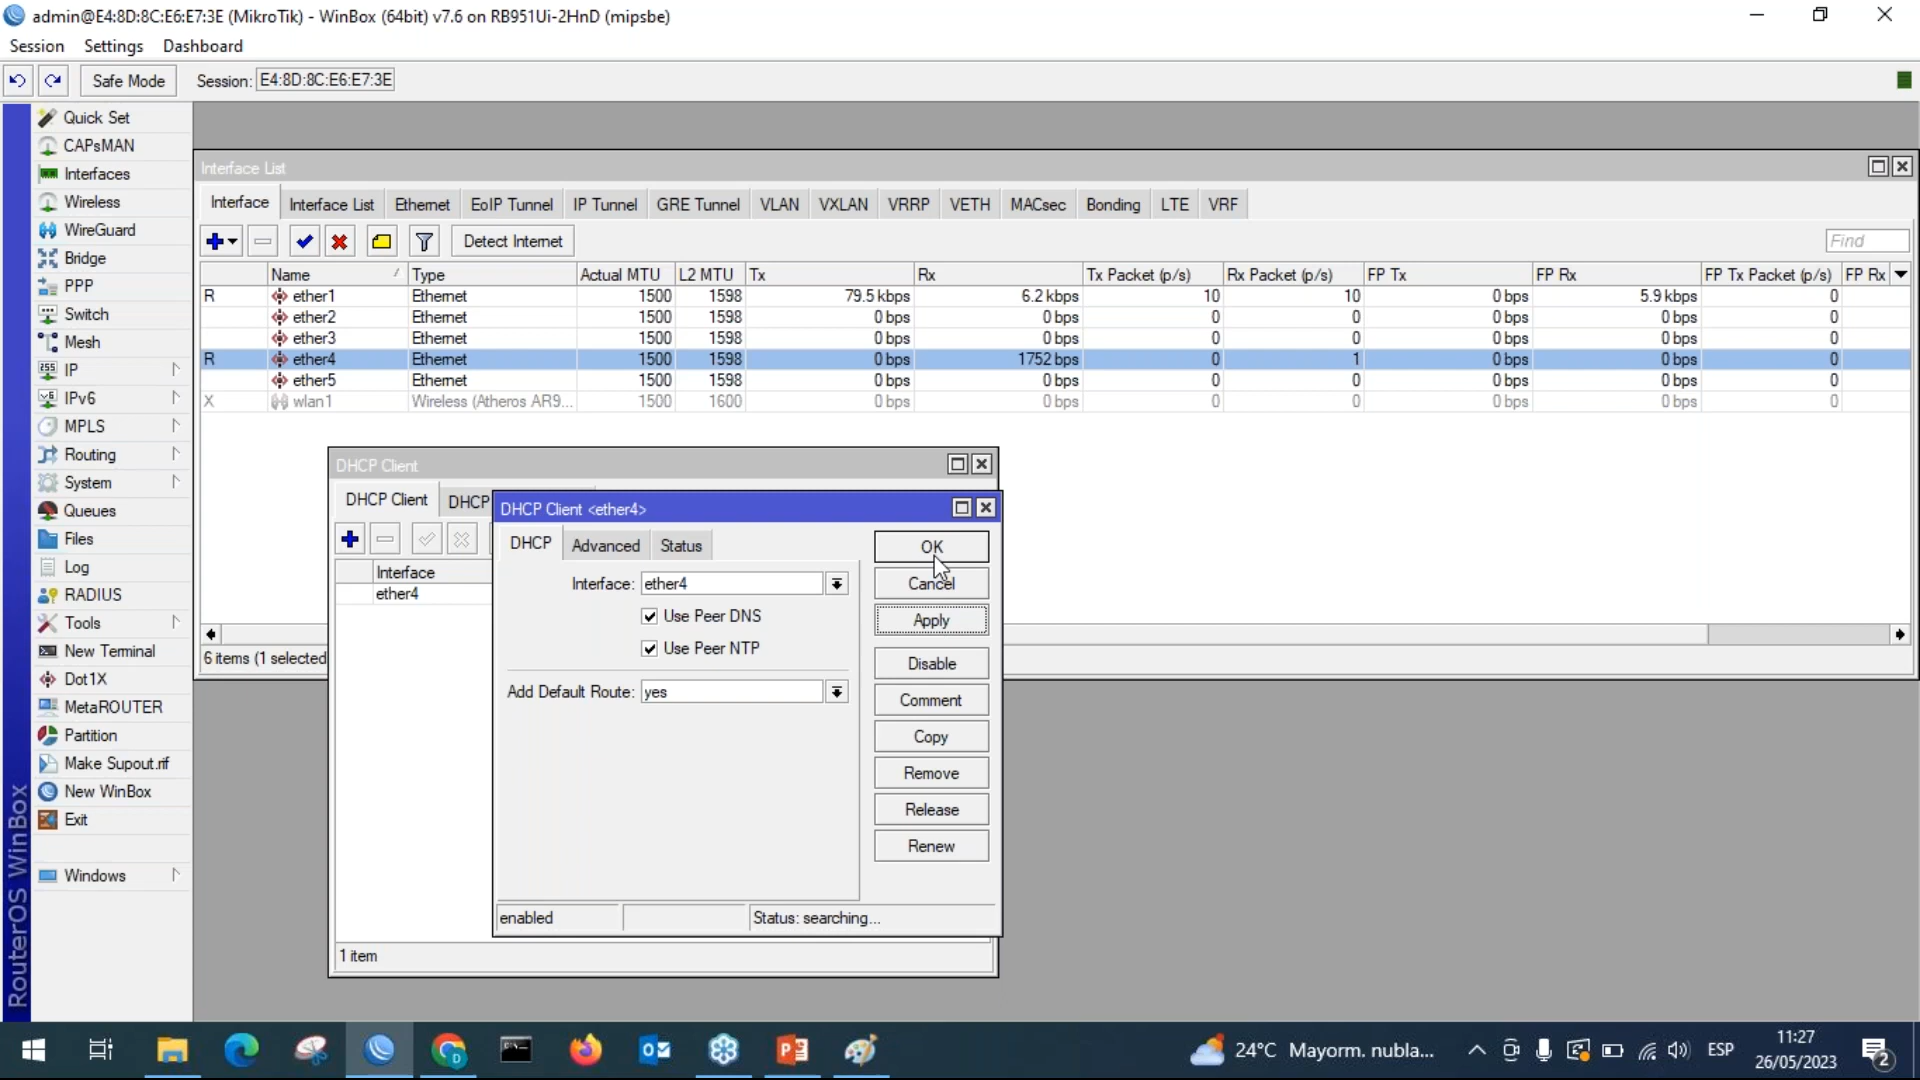 admin@E4:8D:8C:E6:E7:3E (MikroTik) - WinBox (64bit) v7.6 on RB951Ui-2HnD (mipsbe)
Session Settings Dashboard
Safe Mode Session: E4:8D:8C:E6:E7:3E
Quick Set
CAPsMAN
Interfaces
Wireless
WireGuard
Bridge
PPP
Switch
Mesh
IP
IPv6
MPLS
Routing
System
Queues
Files
Log
RADIUS
Tools
New Terminal
Dot1X
MetaROUTER
Partition
Make Supout.rif
New WinBox
Exit
Windows
RouterOS WinBox
Interface List
Interface Interface List Ethernet EoIP Tunnel IP Tunnel GRE Tunnel VLAN VXLAN VRRP VETH MACsec Bonding LTE VRF
Detect Internet Find
Name Type Actual MTU L2 MTU Tx Rx Tx Packet (p/s) Rx Packet (p/s) FP Tx FP Rx FP Tx Packet (p/s) FP Rx
R ether1 Ethernet 1500 1598 79.5 kbps 6.2 kbps 10 10 0 bps 5.9 kbps 0
ether2 Ethernet 1500 1598 0 bps 0 bps 0 0 0 bps 0 bps 0
ether3 Ethernet 1500 1598 0 bps 0 bps 0 0 0 bps 0 bps 0
R ether4 Ethernet 1500 1598 0 bps 1752 bps 0 1 0 bps 0 bps 0
ether5 Ethernet 1500 1598 0 bps 0 bps 0 0 0 bps 0 bps 0
X wlan1 Wireless (Atheros AR9... 1500 1600 0 bps 0 bps 0 0 0 bps 0 bps 0
6 items (1 selected
DHCP Client
DHCP Client DHCP
Interface
ether4
1 item
DHCP Client <ether4>
DHCP Advanced Status
Interface: ether4
Use Peer DNS
Use Peer NTP
Add Default Route: yes
OK
Cancel
Apply
Disable
Comment
Copy
Remove
Release
Renew
enabled Status: searching...
24°C Mayorm. nubla... ESP
11:27
26/05/2023
2